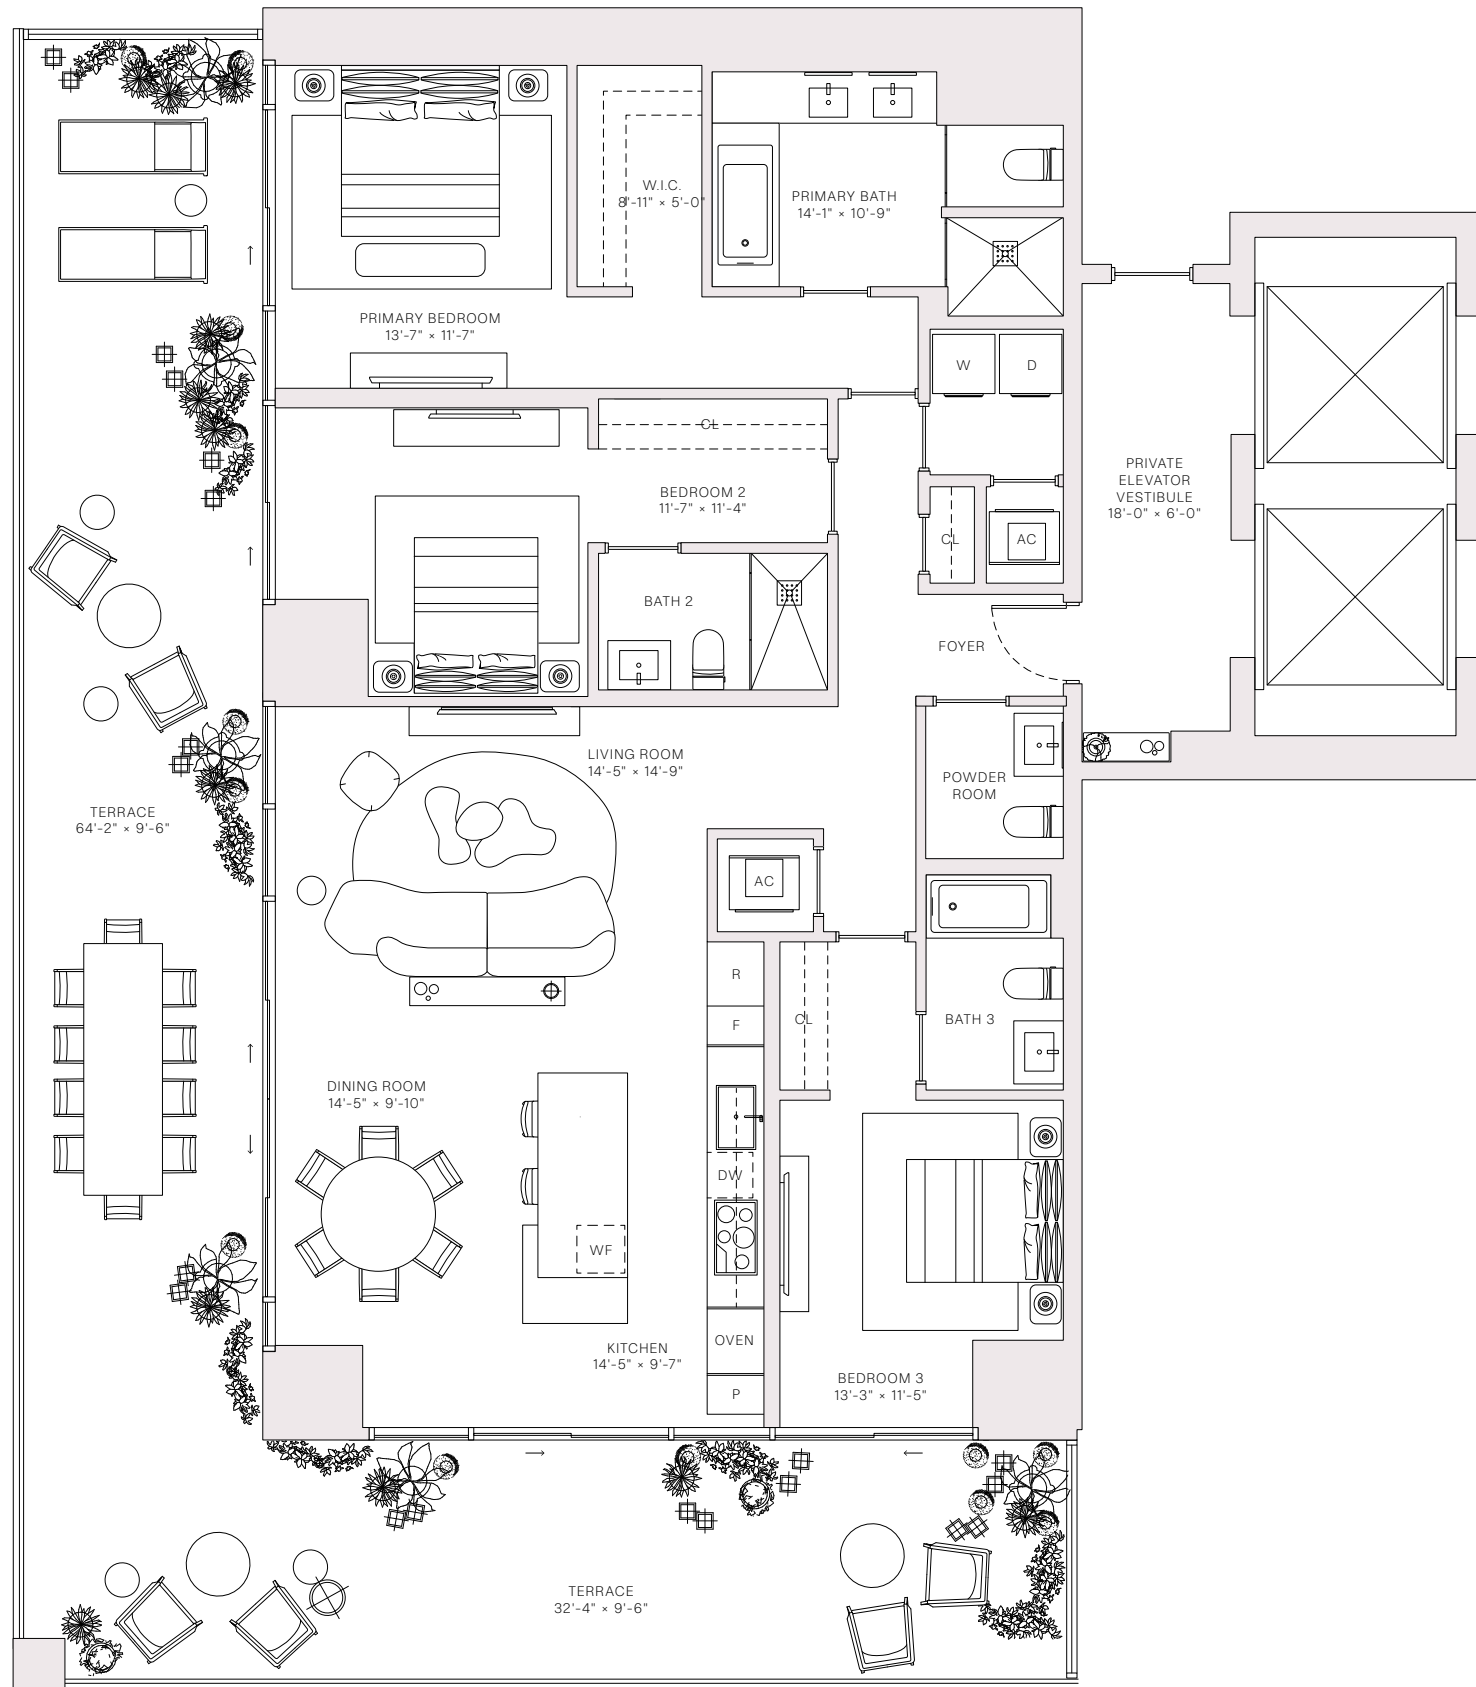 W.I.C.
8'-11" × 5'-0"
PRIMARY BATH
14'-1" × 10'-9"
PRIMARY BEDROOM
13'-7" × 11'-7"
W
D
CL
BEDROOM 2
11'-7" × 11'-4"
PRIVATE
ELEVATOR
VESTIBULE
18'-0" × 6'-0"
CL
AC
BATH 2
FOYER
LIVING ROOM
14'-5" × 14'-9"
POWDER
ROOM
TERRACE
64'-2" × 9'-6"
AC
R
F
CL
BATH 3
DINING ROOM
14'-5" × 9'-10"
DW
WF
KITCHEN
14'-5" × 9'-7"
OVEN
P
BEDROOM 3
13'-3" × 11'-5"
TERRACE
32'-4" × 9'-6"